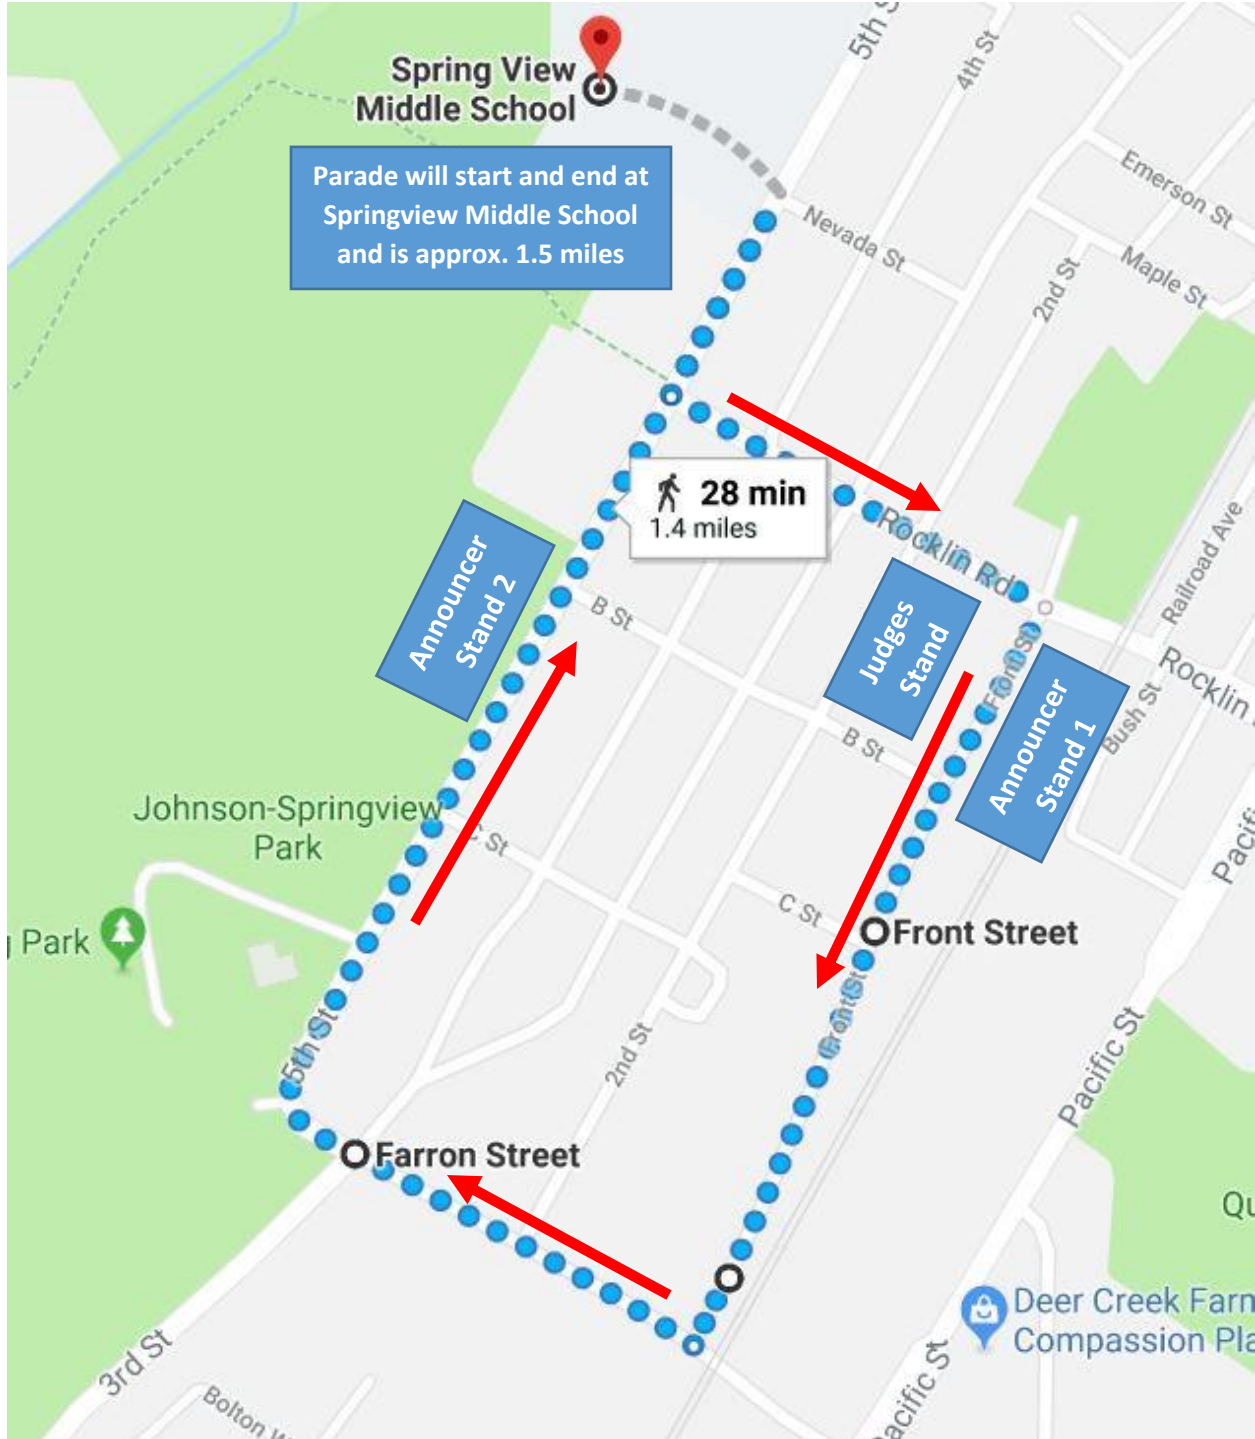 5th S
4th St
Spring View
Middle School
Parade will start and end at
Springview Middle School
and is approx. 1.5 miles
Emerson St
Nevada St
Maple St
2nd St
28 min
1.4 miles
Rocklin Rd
Railroad Ave
Announcer
Stand 2
B St
Judges
Stand
Front St
Rocklin
Announcer
Stand 1
Bush St
B St
Johnson-Springview
Park
C St
Pacifi
C St
Front Street
g Park
Front St
5th St
2nd St
Pacific St
Farron Street
Qu
Deer Creek Farm
Compassion Pla
3rd St
Pacific St
Bolton W